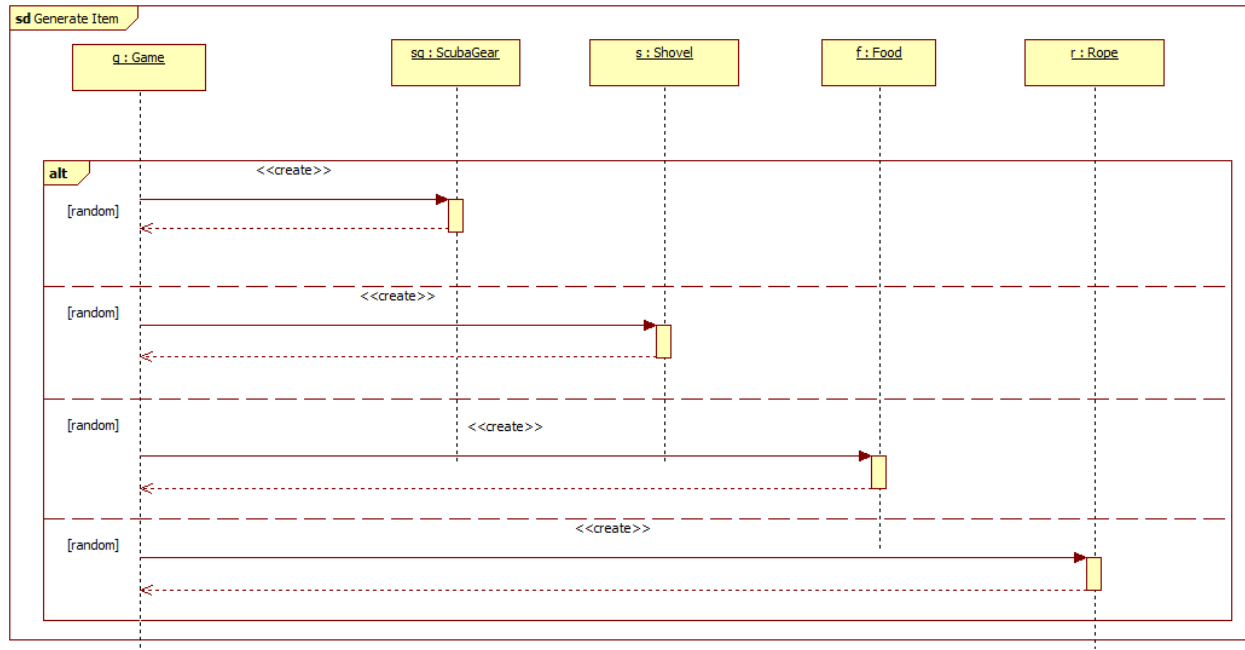 sd Generate Item
g : Game
sg : ScubaGear
s : Shovel
f : Food
r : Rope
alt
<<create>>
[random]
<<create>>
[random]
[random]
<<create>>
<<create>>
[random]